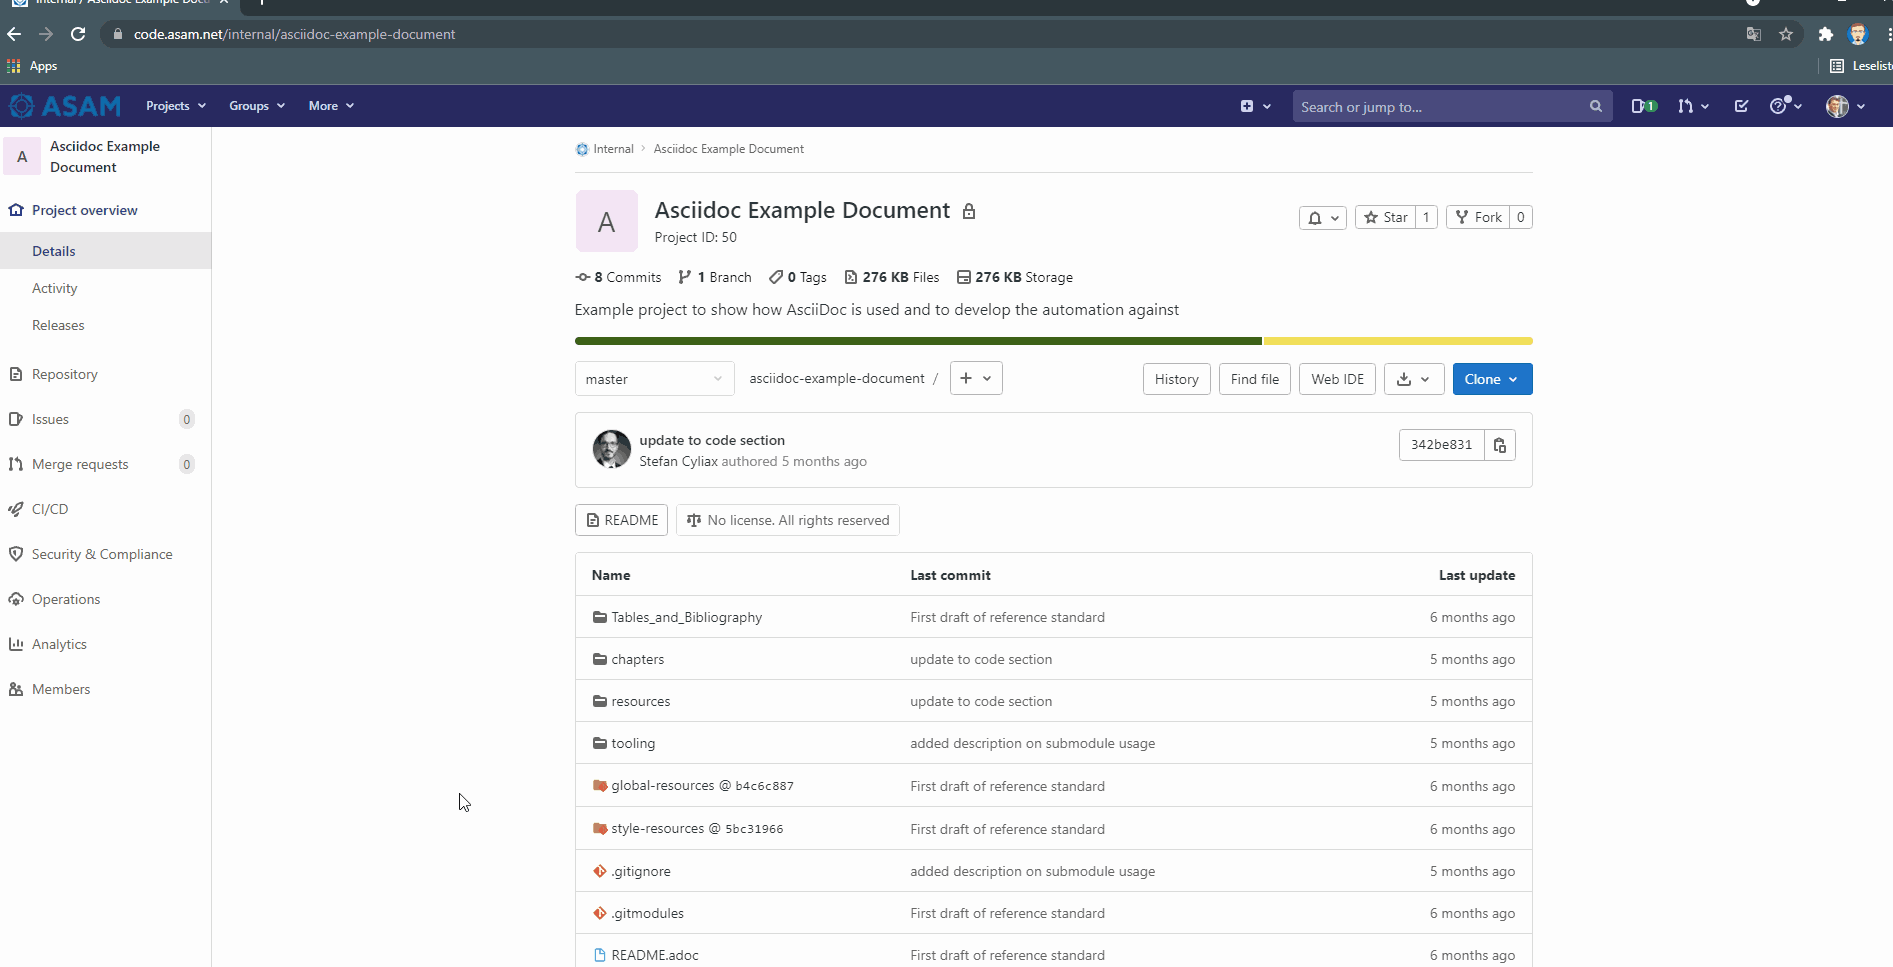 Internal / Asciidoc Example Docu
code.asam.net/internal/asciidoc-example-document
Apps
Leseliste
ASAM
Projects
Groups
More
Search or jump to...
1
A
Asciidoc Example
Document
Project overview
Details
Activity
Releases
Repository
Issues
0
Merge requests
0
CI/CD
Security & Compliance
Operations
Analytics
Members
Internal › Asciidoc Example Document
A
Asciidoc Example Document
Project ID: 50
Star 1
Fork 0
8 Commits
1 Branch
0 Tags
276 KB Files
276 KB Storage
Example project to show how AsciiDoc is used and to develop the automation against
master
asciidoc-example-document /
+
History
Find file
Web IDE
Clone
update to code section
Stefan Cyliax authored 5 months ago
342be831
README
No license. All rights reserved
Name Last commit Last update
Tables_and_Bibliography First draft of reference standard 6 months ago
chapters update to code section 5 months ago
resources update to code section 5 months ago
tooling added description on submodule usage 5 months ago
global-resources @ b4c6c887 First draft of reference standard 6 months ago
style-resources @ 5bc31966 First draft of reference standard 6 months ago
.gitignore added description on submodule usage 5 months ago
.gitmodules First draft of reference standard 6 months ago
README.adoc First draft of reference standard 6 months ago